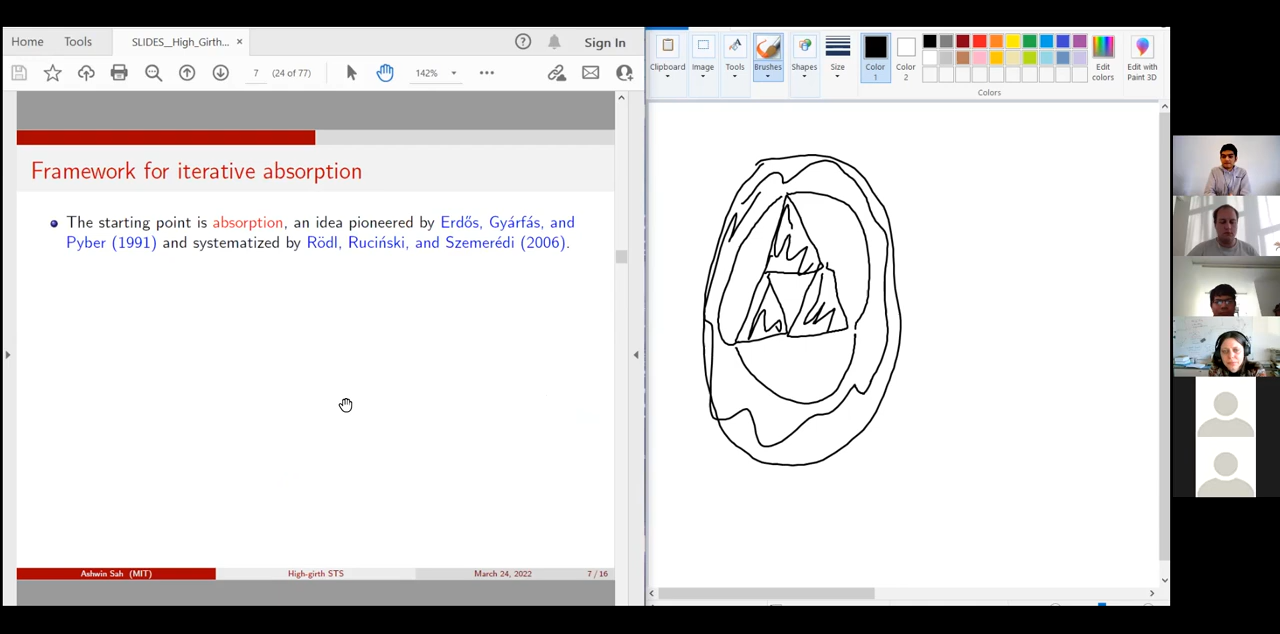 Home
Tools
SLIDES__High_Girth...
Sign In
7
(24 of 77)
142%
Framework for iterative absorption
The starting point is absorption, an idea pioneered by Erdős, Gyárfás, and
Pyber (1991) and systematized by Rödl, Ruciński, and Szemerédi (2006).
Ashwin Sah (MIT)
High-girth STS
March 24, 2022
7 / 16
Clipboard
Image
Tools
Brushes
Shapes
Size
Color
1
Color
2
Edit
colors
Edit with
Paint 3D
Colors